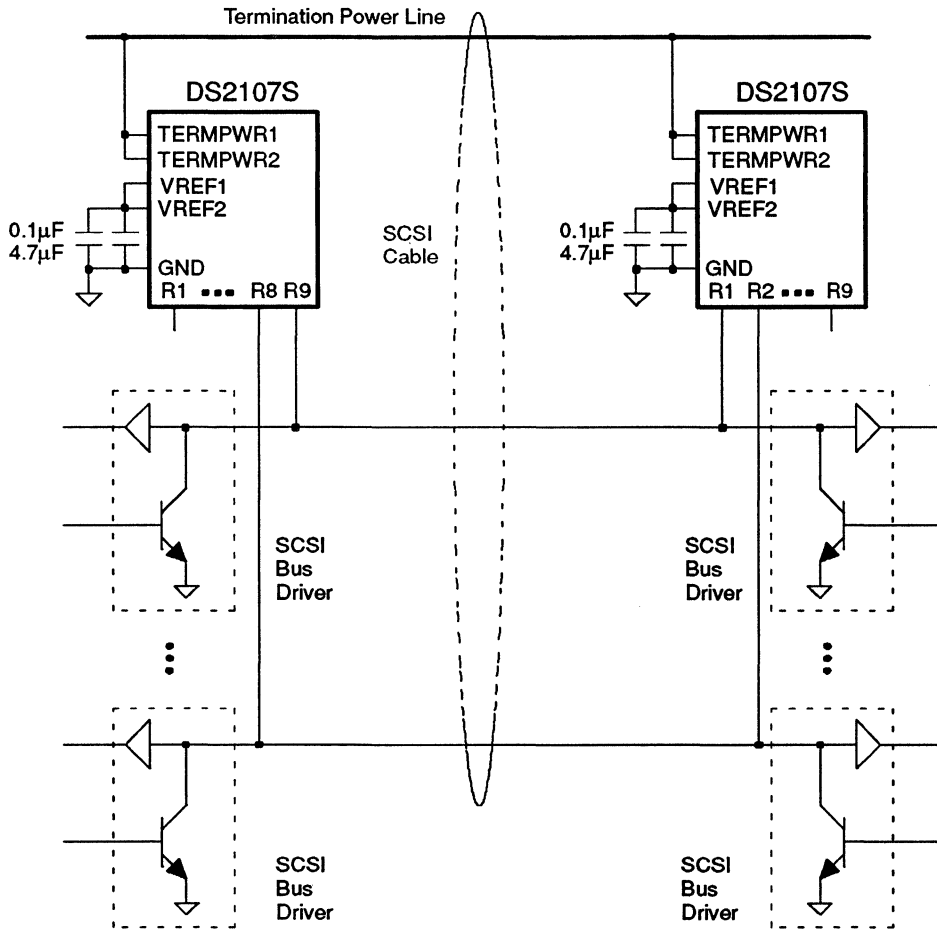 Termination Power Line
DS2107S
TERMPWR1
TERMPWR2
VREF1
VREF2
0.1µF
4.7µF
GND
R1 ••• R8 R9
SCSI
Cable
DS2107S
TERMPWR1
TERMPWR2
VREF1
VREF2
0.1µF
4.7µF
GND
R1 R2 ••• R9
SCSI
Bus
Driver
SCSI
Bus
Driver
SCSI
Bus
Driver
SCSI
Bus
Driver